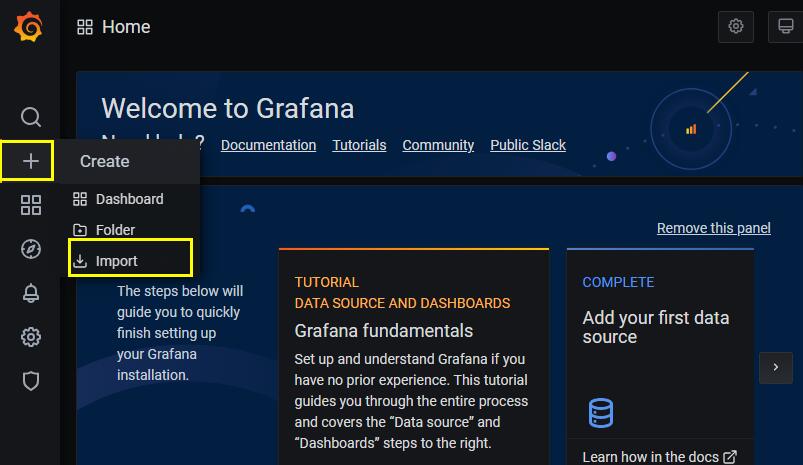 Home
Welcome to Grafana
Documentation Tutorials Community Public Slack
Create
Dashboard
Folder
Import
Remove this panel
The steps below will
guide you to quickly
finish setting up
your Grafana
installation.
TUTORIAL
DATA SOURCE AND DASHBOARDS
Grafana fundamentals
Set up and understand Grafana if you
have no prior experience. This tutorial
guides you through the entire process
and covers the “Data source” and
“Dashboards” steps to the right.
COMPLETE
Add your first data
source
Learn how in the docs